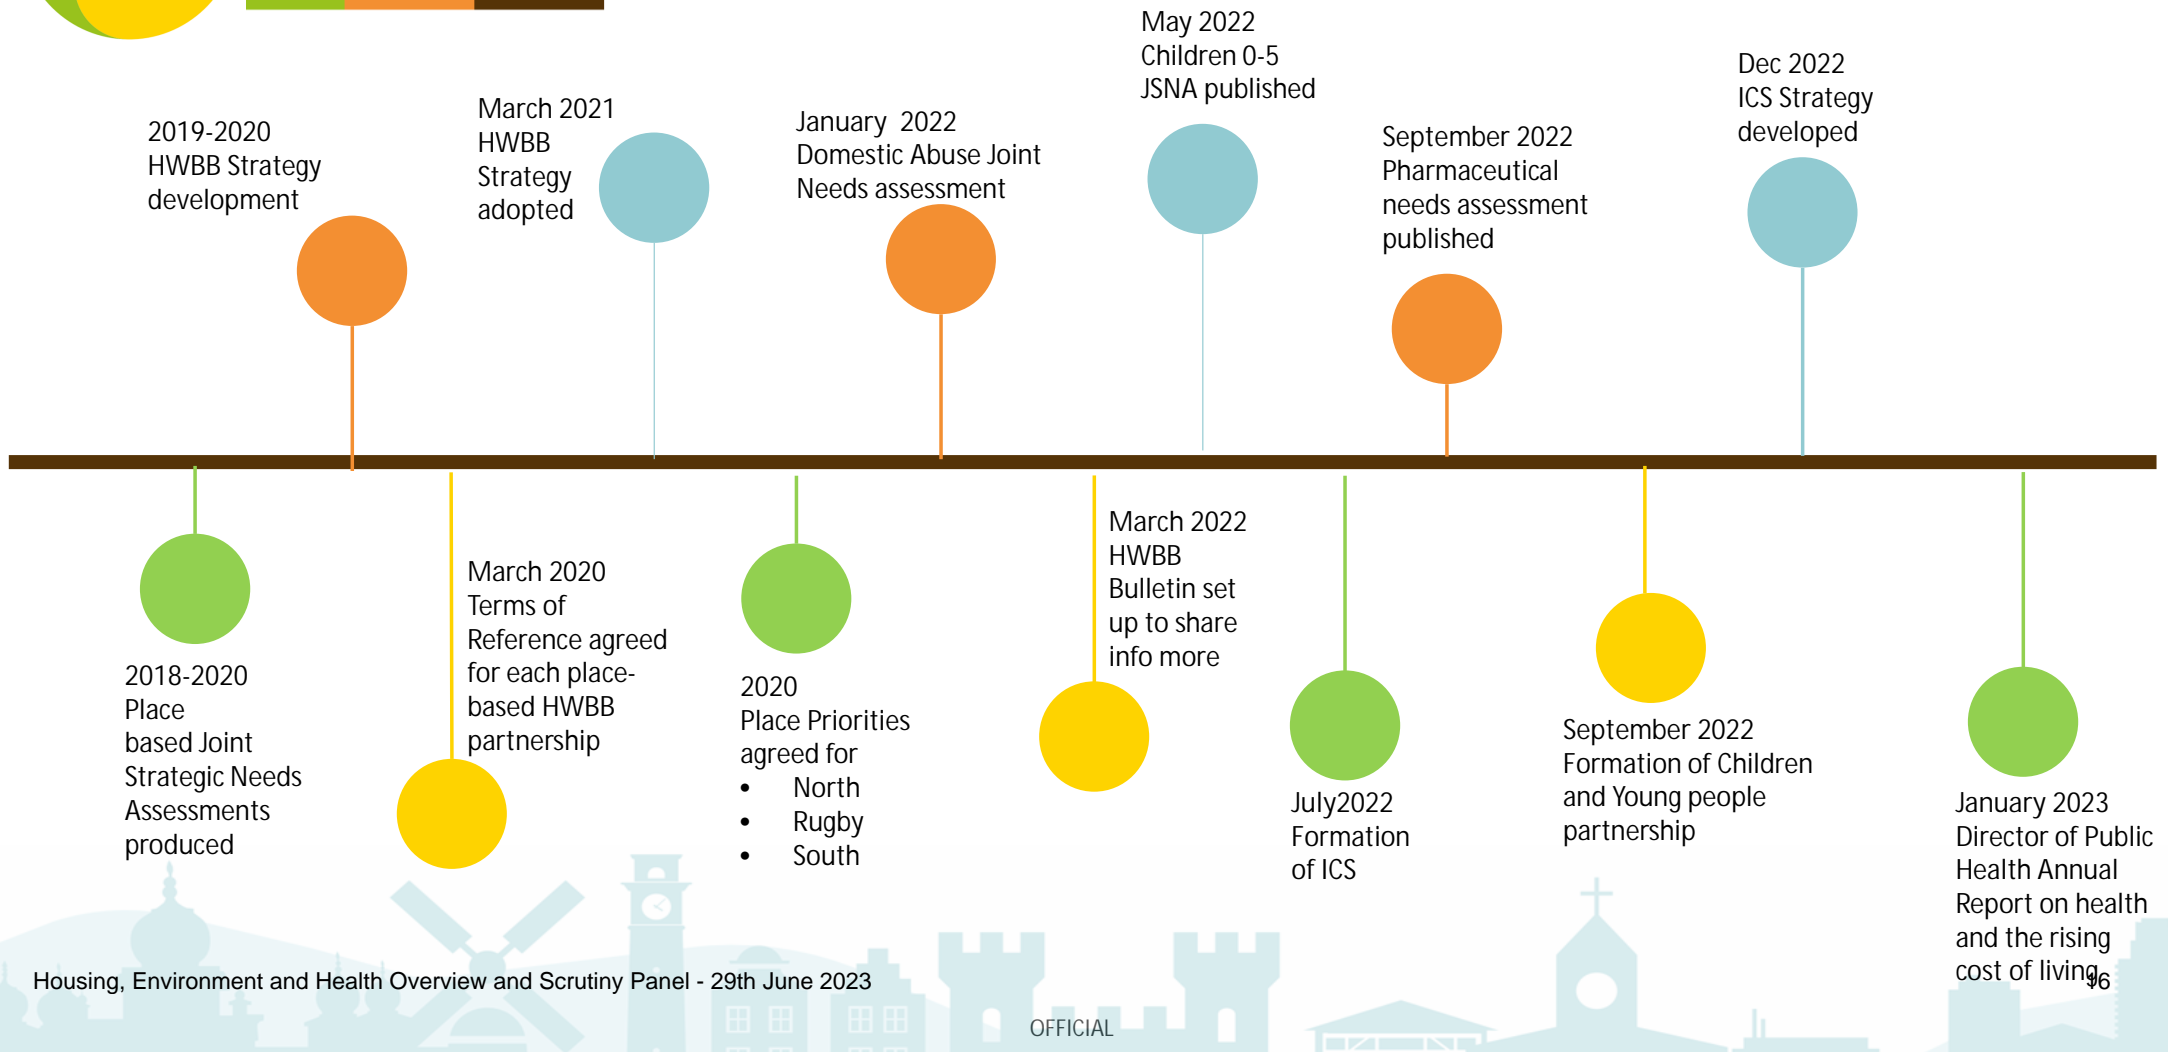 2019-2020
HWBB Strategy
development
March 2021
HWBB
Strategy
adopted
January  2022
Domestic Abuse Joint
Needs assessment
May 2022
Children 0-5
JSNA published
September 2022
Pharmaceutical
needs assessment
published
Dec 2022
ICS Strategy
developed
2018-2020
Place
based Joint
Strategic Needs
Assessments
produced
March 2020
Terms of
Reference agreed
for each place-
based HWBB
partnership
2020
Place Priorities
agreed for
• North
• Rugby
• South
March 2022
HWBB
Bulletin set
up to share
info more
July2022
Formation
of ICS
September 2022
Formation of Children
and Young people
partnership
January 2023
Director of Public
Health Annual
Report on health
and the rising
cost of living
Housing, Environment and Health Overview and Scrutiny Panel - 29th June 2023
16
OFFICIAL